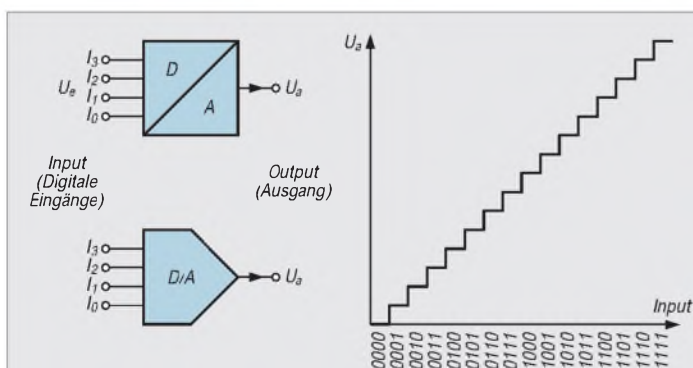 I3
I2
Ue
I1
I0
D
A
Ua
Input
(Digitale
Eingänge)
Output
(Ausgang)
I3
I2
I1
I0
D/A
Ua
Ua
Input
0000
0001
0010
0011
0100
0101
0110
0111
1000
1001
1010
1011
1100
1101
1110
1111